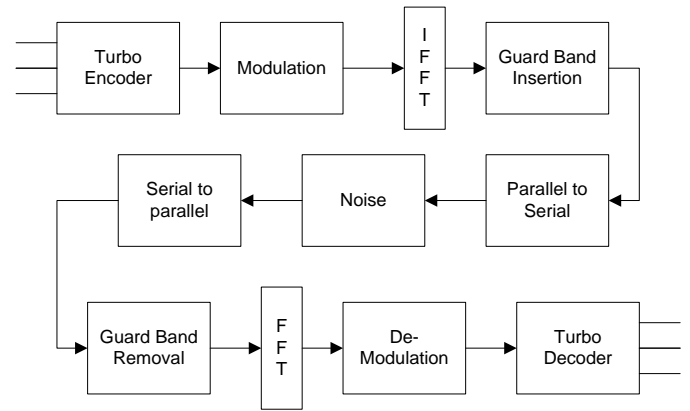 Turbo
Encoder
Modulation
I
F
F
T
Guard Band
Insertion
Serial to
parallel
Noise
Parallel to
Serial
Guard Band
Removal
F
F
T
De-
Modulation
Turbo
Decoder